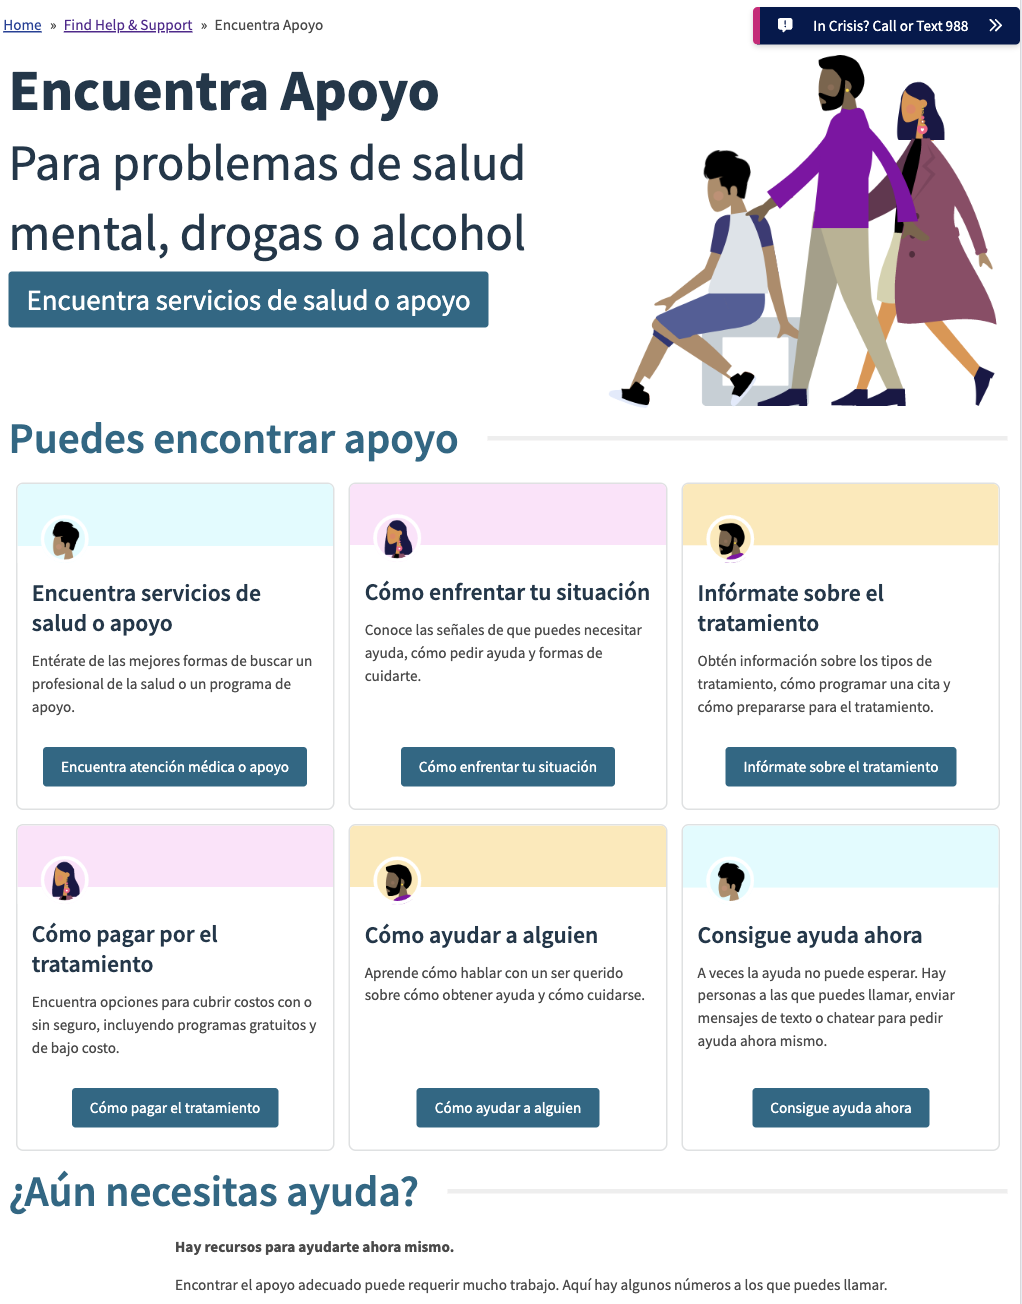 Home » Find Help & Support » Encuentra Apoyo
In Crisis? Call or Text 988
Encuentra Apoyo
Para problemas de salud
mental, drogas o alcohol
Encuentra servicios de salud o apoyo
Puedes encontrar apoyo
Encuentra servicios de
salud o apoyo
Entérate de las mejores formas de buscar un
profesional de la salud o un programa de
apoyo.
Encuentra atención médica o apoyo
Cómo enfrentar tu situación
Conoce las señales de que puedes necesitar
ayuda, cómo pedir ayuda y formas de
cuidarte.
Cómo enfrentar tu situación
Infórmate sobre el
tratamiento
Obtén información sobre los tipos de
tratamiento, cómo programar una cita y
cómo prepararse para el tratamiento.
Infórmate sobre el tratamiento
Cómo pagar por el
tratamiento
Encuentra opciones para cubrir costos con o
sin seguro, incluyendo programas gratuitos y
de bajo costo.
Cómo pagar el tratamiento
Cómo ayudar a alguien
Aprende cómo hablar con un ser querido
sobre cómo obtener ayuda y cómo cuidarse.
Cómo ayudar a alguien
Consigue ayuda ahora
A veces la ayuda no puede esperar. Hay
personas a las que puedes llamar, enviar
mensajes de texto o chatear para pedir
ayuda ahora mismo.
Consigue ayuda ahora
¿Aún necesitas ayuda?
Hay recursos para ayudarte ahora mismo.
Encontrar el apoyo adecuado puede requerir mucho trabajo. Aquí hay algunos números a los que puedes llamar.